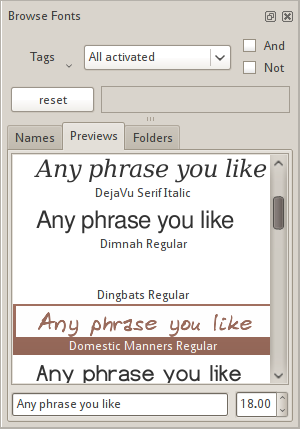 Browse Fonts
Tags
All activated
And
Not
reset
Names
Previews
Folders
Any phrase you like
DejaVu Serif Italic
Any phrase you like
Dimnah Regular
Dingbats Regular
Any phrase you like
Domestic Manners Regular
Any phrase you like
Any phrase you like
18.00